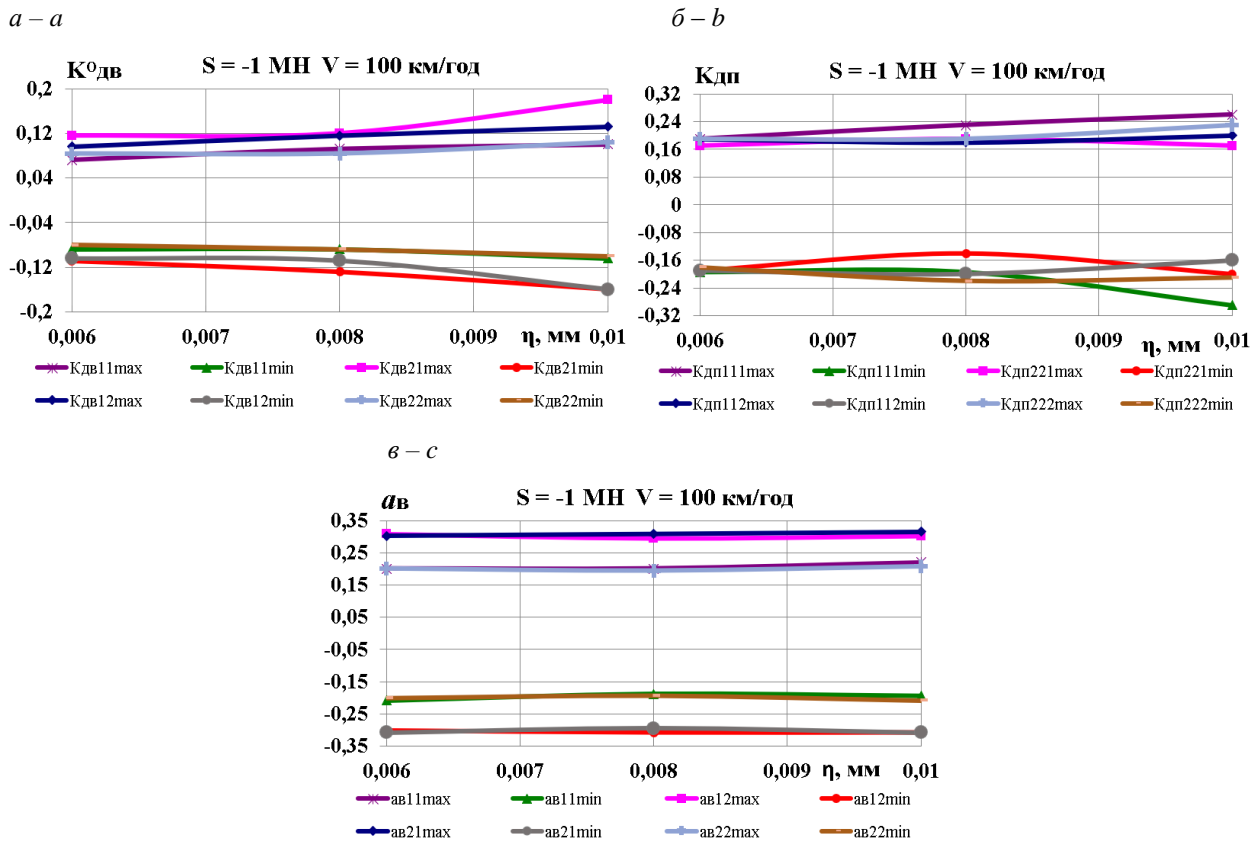 а – a
б – b
Kᴼдв
S = -1 МН V = 100 км/год
0,2
0,12
0,04
-0,04
-0,12
-0,2
0,006
0,007
0,008
0,009
η, мм
0,01
Кдв11max
Кдв11min
Кдв21max
Кдв21min
Кдв12max
Кдв12min
Кдв22max
Кдв22min
Кдп
S = -1 МН V = 100 км/год
0,32
0,24
0,16
0,08
0
-0,08
-0,16
-0,24
-0,32
0,006
0,007
0,008
0,009
η, мм
0,01
Кдп111max
Кдп111min
Кдп221max
Кдп221min
Кдп112max
Кдп112min
Кдп222max
Кдп222min
в – c
aв
S = -1 МН V = 100 км/год
0,35
0,25
0,15
0,05
-0,05
-0,15
-0,25
-0,35
0,006
0,007
0,008
0,009
η, мм
0,01
ав11max
ав11min
ав12max
ав12min
ав21max
ав21min
ав22max
ав22min